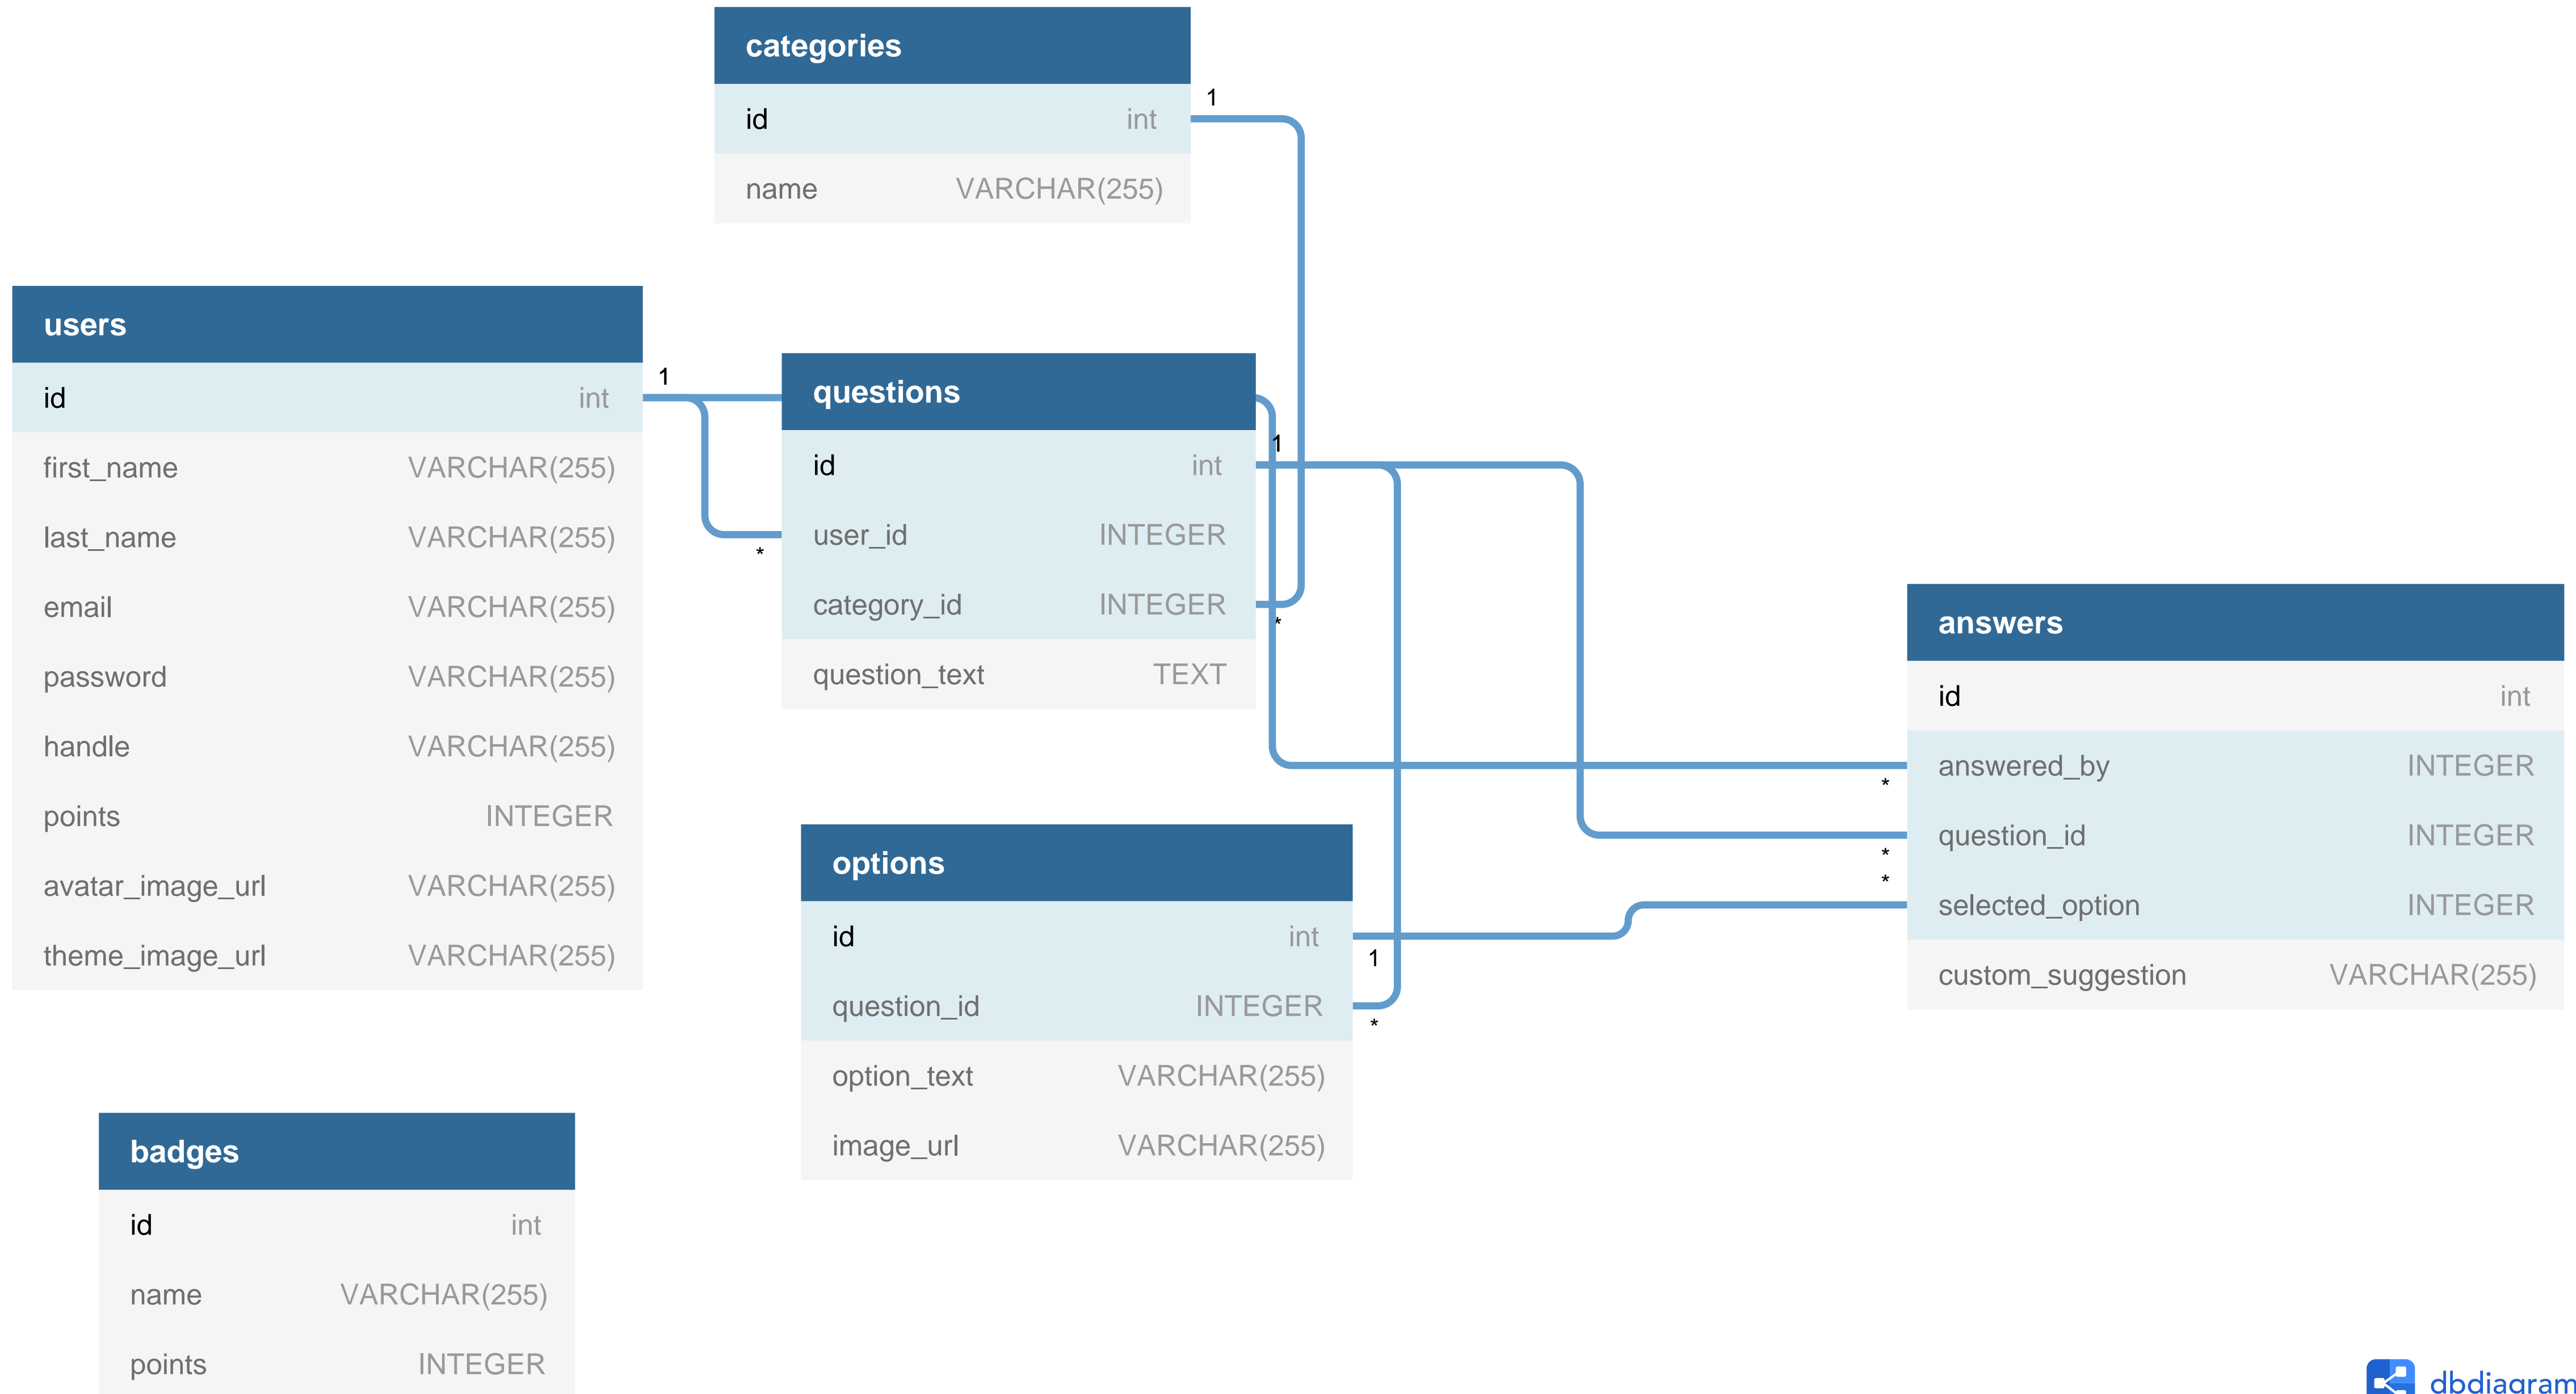 categories
id int
name VARCHAR(255)
1
users
id int
first_name VARCHAR(255)
last_name VARCHAR(255)
email VARCHAR(255)
password VARCHAR(255)
handle VARCHAR(255)
points INTEGER
avatar_image_url VARCHAR(255)
theme_image_url VARCHAR(255)
1
*
questions
id int
user_id INTEGER
category_id INTEGER
question_text TEXT
1
*
answers
id int
answered_by INTEGER
question_id INTEGER
selected_option INTEGER
custom_suggestion VARCHAR(255)
*
*
*
options
id int
question_id INTEGER
option_text VARCHAR(255)
image_url VARCHAR(255)
1
*
badges
id int
name VARCHAR(255)
points INTEGER
dbdiagram